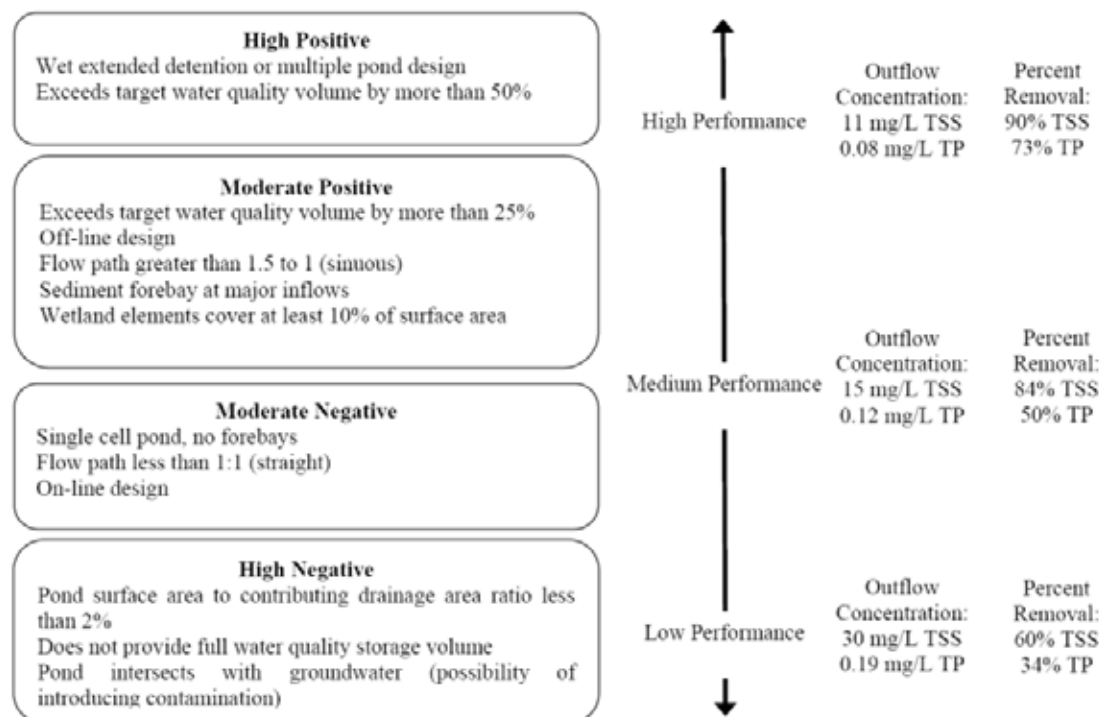 High Positive
Wet extended detention or multiple pond design
Exceeds target water quality volume by more than 50%
Moderate Positive
Exceeds target water quality volume by more than 25%
Off-line design
Flow path greater than 1.5 to 1 (sinuous)
Sediment forebay at major inflows
Wetland elements cover at least 10% of surface area
Moderate Negative
Single cell pond, no forebays
Flow path less than 1:1 (straight)
On-line design
High Negative
Pond surface area to contributing drainage area ratio less
than 2%
Does not provide full water quality storage volume
Pond intersects with groundwater (possibility of
introducing contamination)
High Performance
Outflow
Concentration:
11 mg/L TSS
0.08 mg/L TP
Percent
Removal:
90% TSS
73% TP
Medium Performance
Outflow
Concentration:
15 mg/L TSS
0.12 mg/L TP
Percent
Removal:
84% TSS
50% TP
Low Performance
Outflow
Concentration:
30 mg/L TSS
0.19 mg/L TP
Percent
Removal:
60% TSS
34% TP